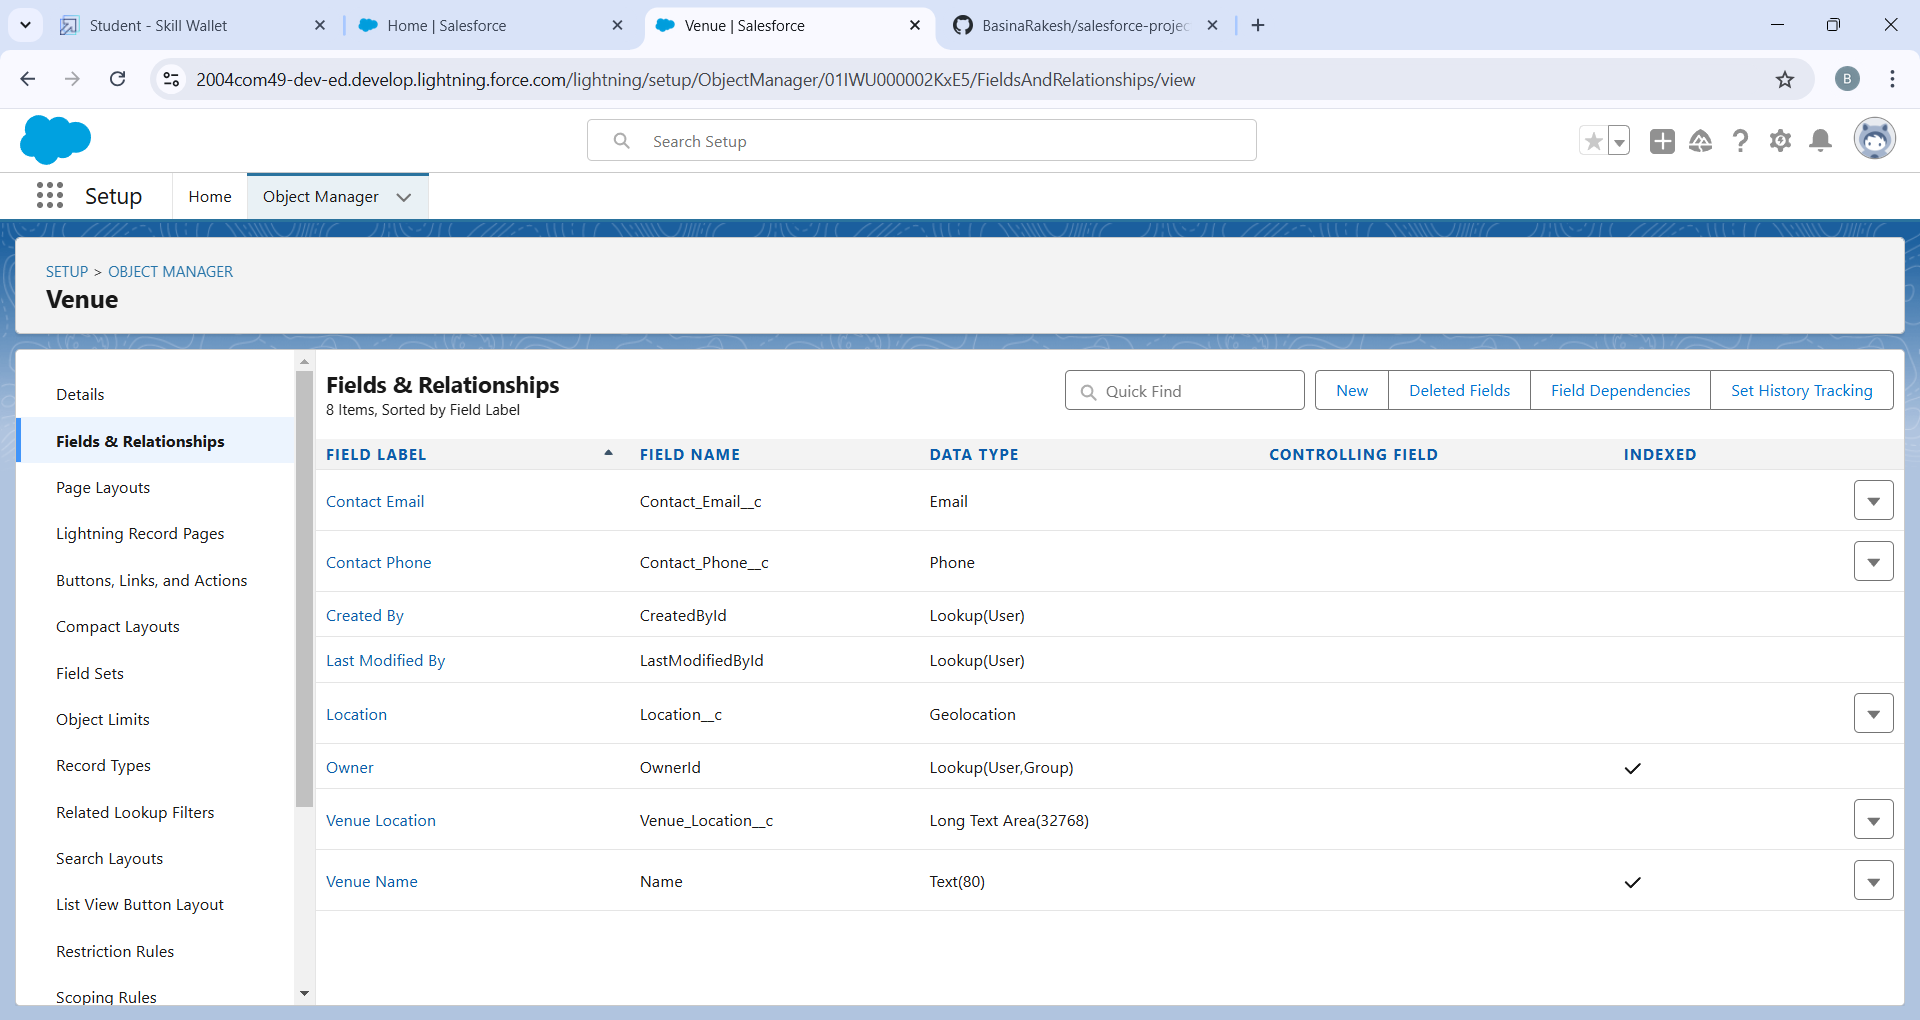 Student - Skill Wallet
Home | Salesforce
Venue | Salesforce
BasinaRakesh/salesforce-projec
2004com49-dev-ed.develop.lightning.force.com/lightning/setup/ObjectManager/01IWU000002KxE5/FieldsAndRelationships/view
B
Search Setup
Setup
Home
Object Manager
SETUP > OBJECT MANAGER
Venue
Details
Fields & Relationships
Page Layouts
Lightning Record Pages
Buttons, Links, and Actions
Compact Layouts
Field Sets
Object Limits
Record Types
Related Lookup Filters
Search Layouts
List View Button Layout
Restriction Rules
Scoping Rules
Fields & Relationships
8 Items, Sorted by Field Label
Quick Find
New
Deleted Fields
Field Dependencies
Set History Tracking
FIELD LABEL FIELD NAME DATA TYPE CONTROLLING FIELD INDEXED
Contact Email Contact_Email__c Email
Contact Phone Contact_Phone__c Phone
Created By CreatedById Lookup(User)
Last Modified By LastModifiedById Lookup(User)
Location Location__c Geolocation
Owner OwnerId Lookup(User,Group)
Venue Location Venue_Location__c Long Text Area(32768)
Venue Name Name Text(80)